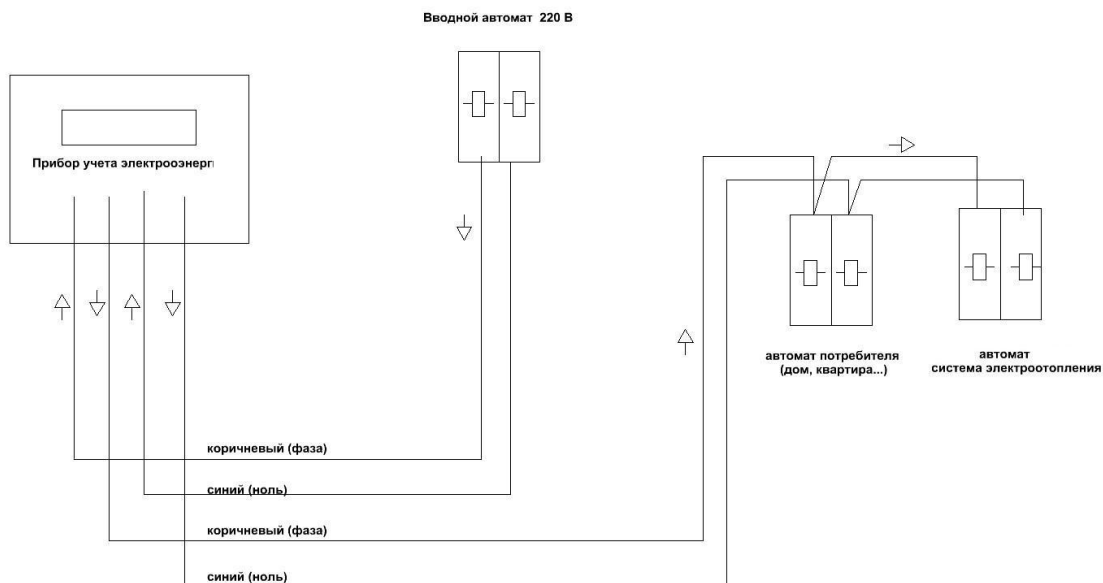 Вводной автомат 220 В
Прибор учета электрооэнерг
автомат потребителя
(дом, квартира...)
автомат
система электроотопления
коричневый (фаза)
синий (ноль)
коричневый (фаза)
синий (ноль)